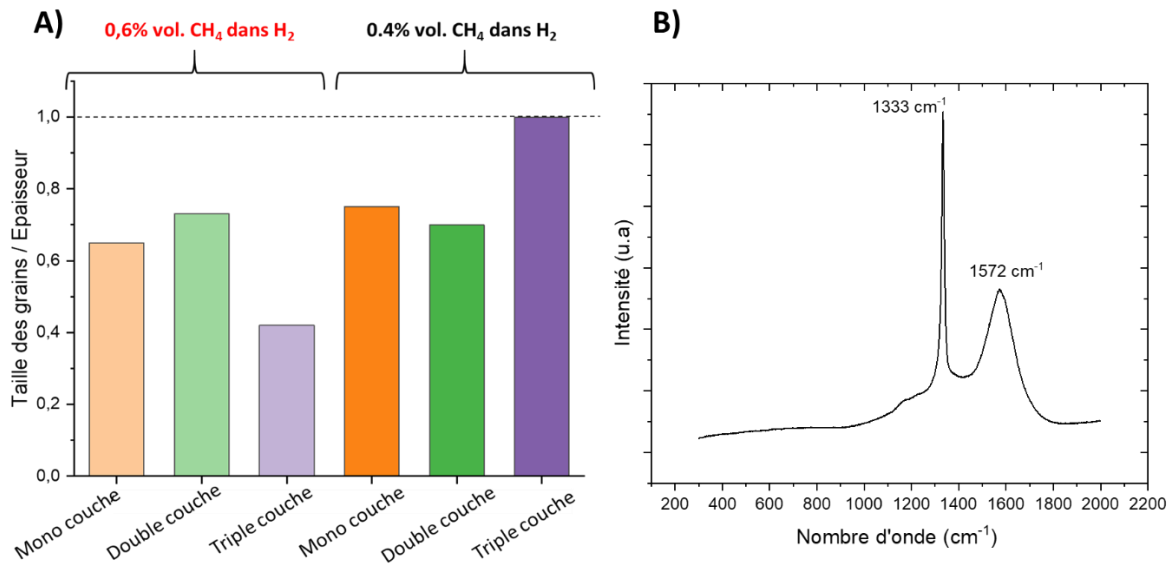 A)
0,6% vol. CH₄ dans H₂
0.4% vol. CH₄ dans H₂
Taille des grains / Epaisseur
1,0
0,8
0,6
0,4
0,2
0,0
Mono couche
Double couche
Triple couche
Mono couche
Double couche
Triple couche
B)
1333 cm⁻¹
1572 cm⁻¹
Intensité (u.a)
200 400 600 800 1000 1200 1400 1600 1800 2000 2200
Nombre d'onde (cm⁻¹)